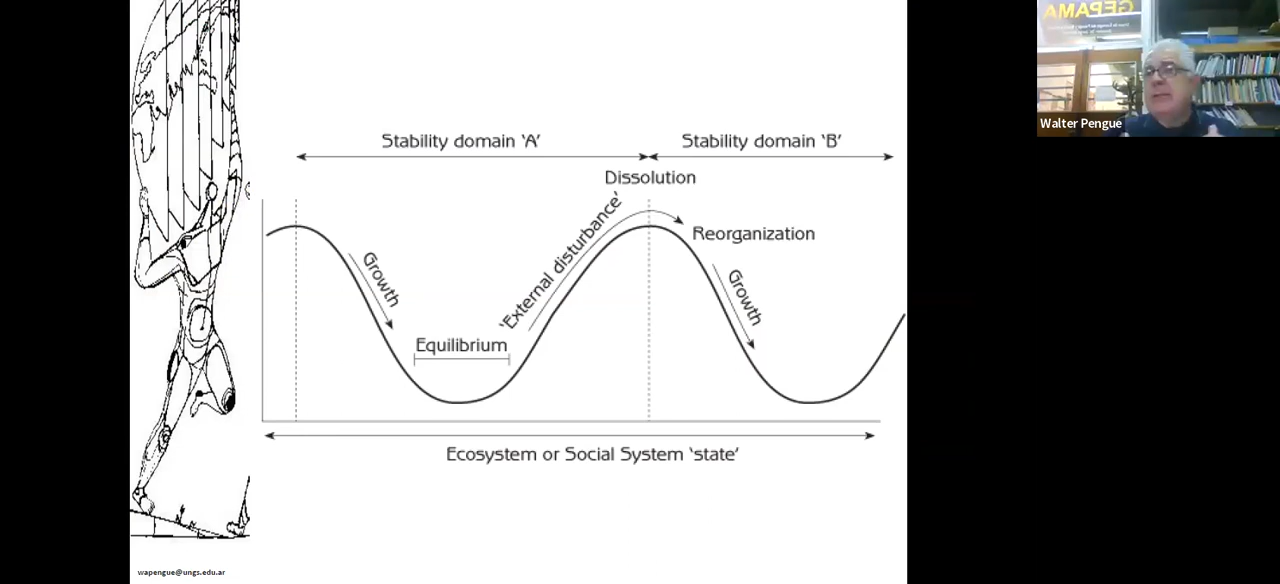 GEPAMA
Walter Pengue
Stability domain ‘A’
Stability domain ‘B’
Dissolution
‘External disturbance’
Reorganization
Growth
Growth
Equilibrium
Ecosystem or Social System ‘state’
wapengue@ungs.edu.ar